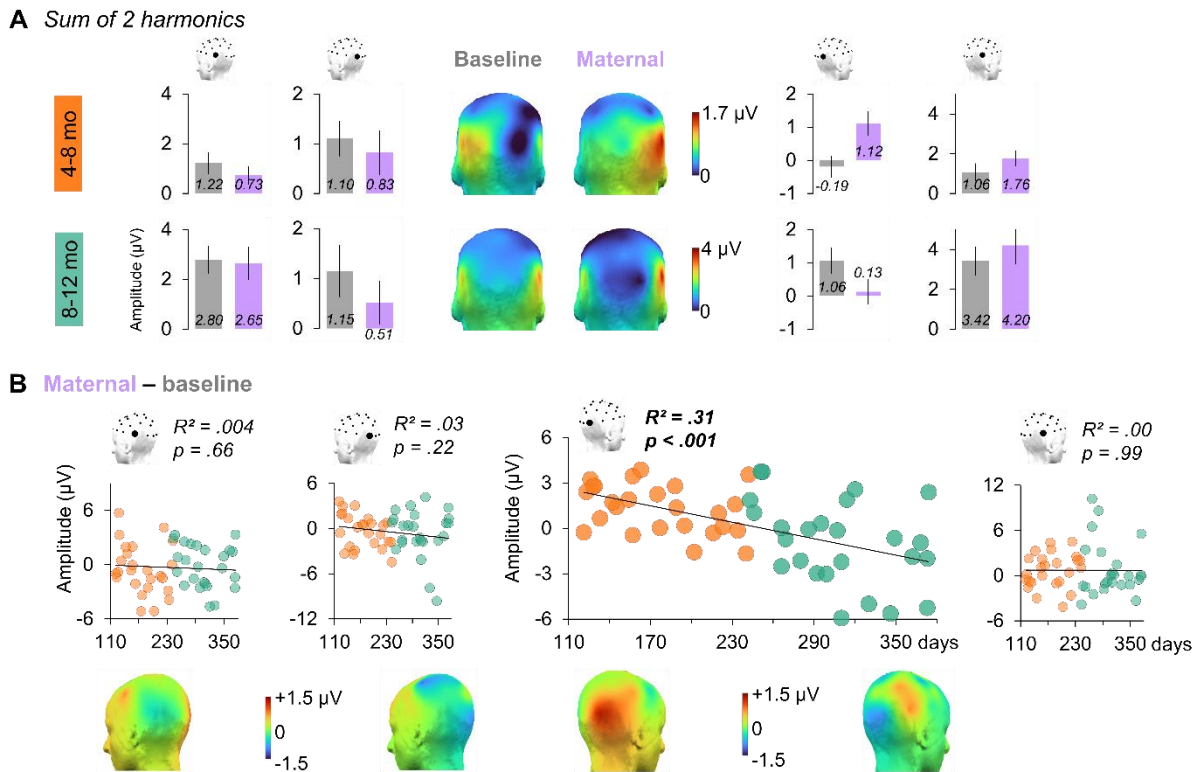 A Sum of 2 harmonics
Baseline Maternal
4-8 mo
4
2
0
1.22 0.73
2
1
0
1.10 0.83
1.7 µV
0
2
1
0
-1
-0.19
1.12
4
2
0
1.06 1.76
8-12 mo
Amplitude (µV)
4
2
0
2.80 2.65
2
1
0
1.15
0.51
4 µV
0
2
1
0
-1
1.06
0.13
4
2
0
3.42 4.20
B Maternal – baseline
R² = .004
p = .66
R² = .03
p = .22
R² = .31
p < .001
R² = .00
p = .99
Amplitude (µV)
6
0
-6
110 230 350
6
0
-6
-12
110 230 350
Amplitude (µV)
6
3
0
-3
-6
110 170 230 290 350 days
12
6
0
-6
110 230 350 days
+1.5 µV
0
-1.5
+1.5 µV
0
-1.5